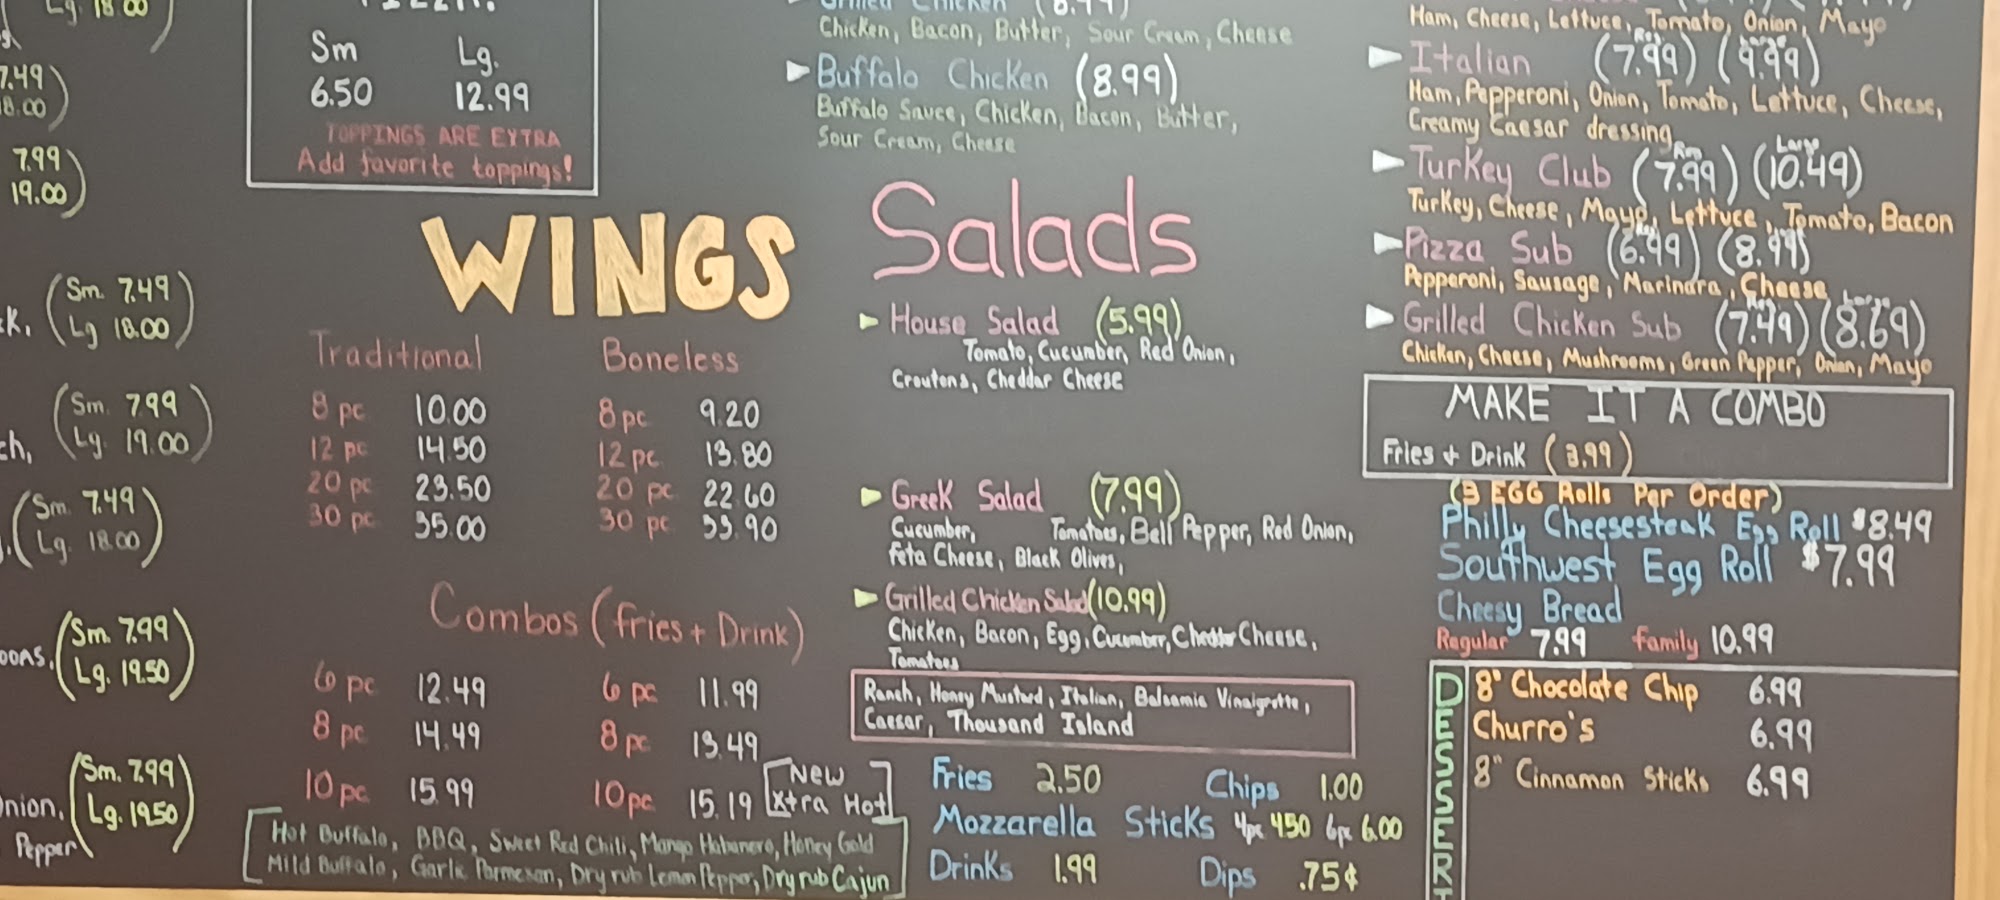 Lg. 18.00
7.49
18.00
7.99
19.00
Sm. 7.49
Lg 18.00
Sm. 7.99
Lg. 19.00
Sm. 7.49
Lg. 18.00
Sm. 7.99
Lg. 19.50
Sm. 7.99
Lg. 19.50
Pepper
Sm Lg.
6.50 12.99
TOPPINGS ARE EXTRA
Add favorite toppings!
WINGS
Traditional Boneless
8 pc 10.00 8 pc 9.20
12 pc 14.50 12 pc 13.80
20 pc 23.50 20 pc 22.60
30 pc 35.00 30 pc 33.90
Combos (fries + Drink)
6 pc 12.49 6 pc 11.99
8 pc 14.49 8 pc 13.49
10 pc 15.99 10 pc 15.19
New
Xtra Hot
Hot Buffalo, BBQ, Sweet Red Chili, Mango Habanero, Honey Gold
Mild Buffalo, Garlic Parmesan, Dry rub Lemon Pepper, Dry rub Cajun
Grilled Chicken (8.99)
Chicken, Bacon, Butter, Sour Cream, Cheese
Buffalo Chicken (8.99)
Buffalo Sauce, Chicken, Bacon, Butter,
Sour Cream, Cheese
Salads
House Salad (5.99)
Tomato, Cucumber, Red Onion,
Croutons, Cheddar Cheese
Greek Salad (7.99)
Cucumber, Tomatoes, Bell Pepper, Red Onion,
Feta Cheese, Black Olives,
Grilled Chicken Salad (10.99)
Chicken, Bacon, Egg, Cucumber, Cheddar Cheese,
Tomatoes
Ranch, Honey Mustard, Italian, Balsamic Vinaigrette,
Caesar, Thousand Island
Fries 2.50 Chips 1.00
Mozzarella Sticks 4pc 4.50 6pc 6.00
Drinks 1.99 Dips .75¢
Ham, Cheese, Lettuce, Tomato, Onion, Mayo
Reg Large
Italian (7.99) (9.99)
Ham, Pepperoni, Onion, Tomato, Lettuce, Cheese,
Creamy Caesar dressing
Large
Turkey Club (7.99) (10.49)
Turkey, Cheese, Mayo, Lettuce, Tomato, Bacon
Pizza Sub (6.99) (8.99)
Pepperoni, Sausage, Marinara, Cheese
Reg Large
Grilled Chicken Sub (7.49) (8.69)
Chicken, Cheese, Mushrooms, Green Pepper, Onion, Mayo
MAKE IT A COMBO
Fries + Drink (3.99)
(3 EGG Rolls Per Order)
Philly Cheesesteak Egg Roll $8.49
Southwest Egg Roll $7.99
Cheesy Bread
Regular 7.99 Family 10.99
DESSERT
8" Chocolate Chip 6.99
Churro's 6.99
8" Cinnamon Sticks 6.99